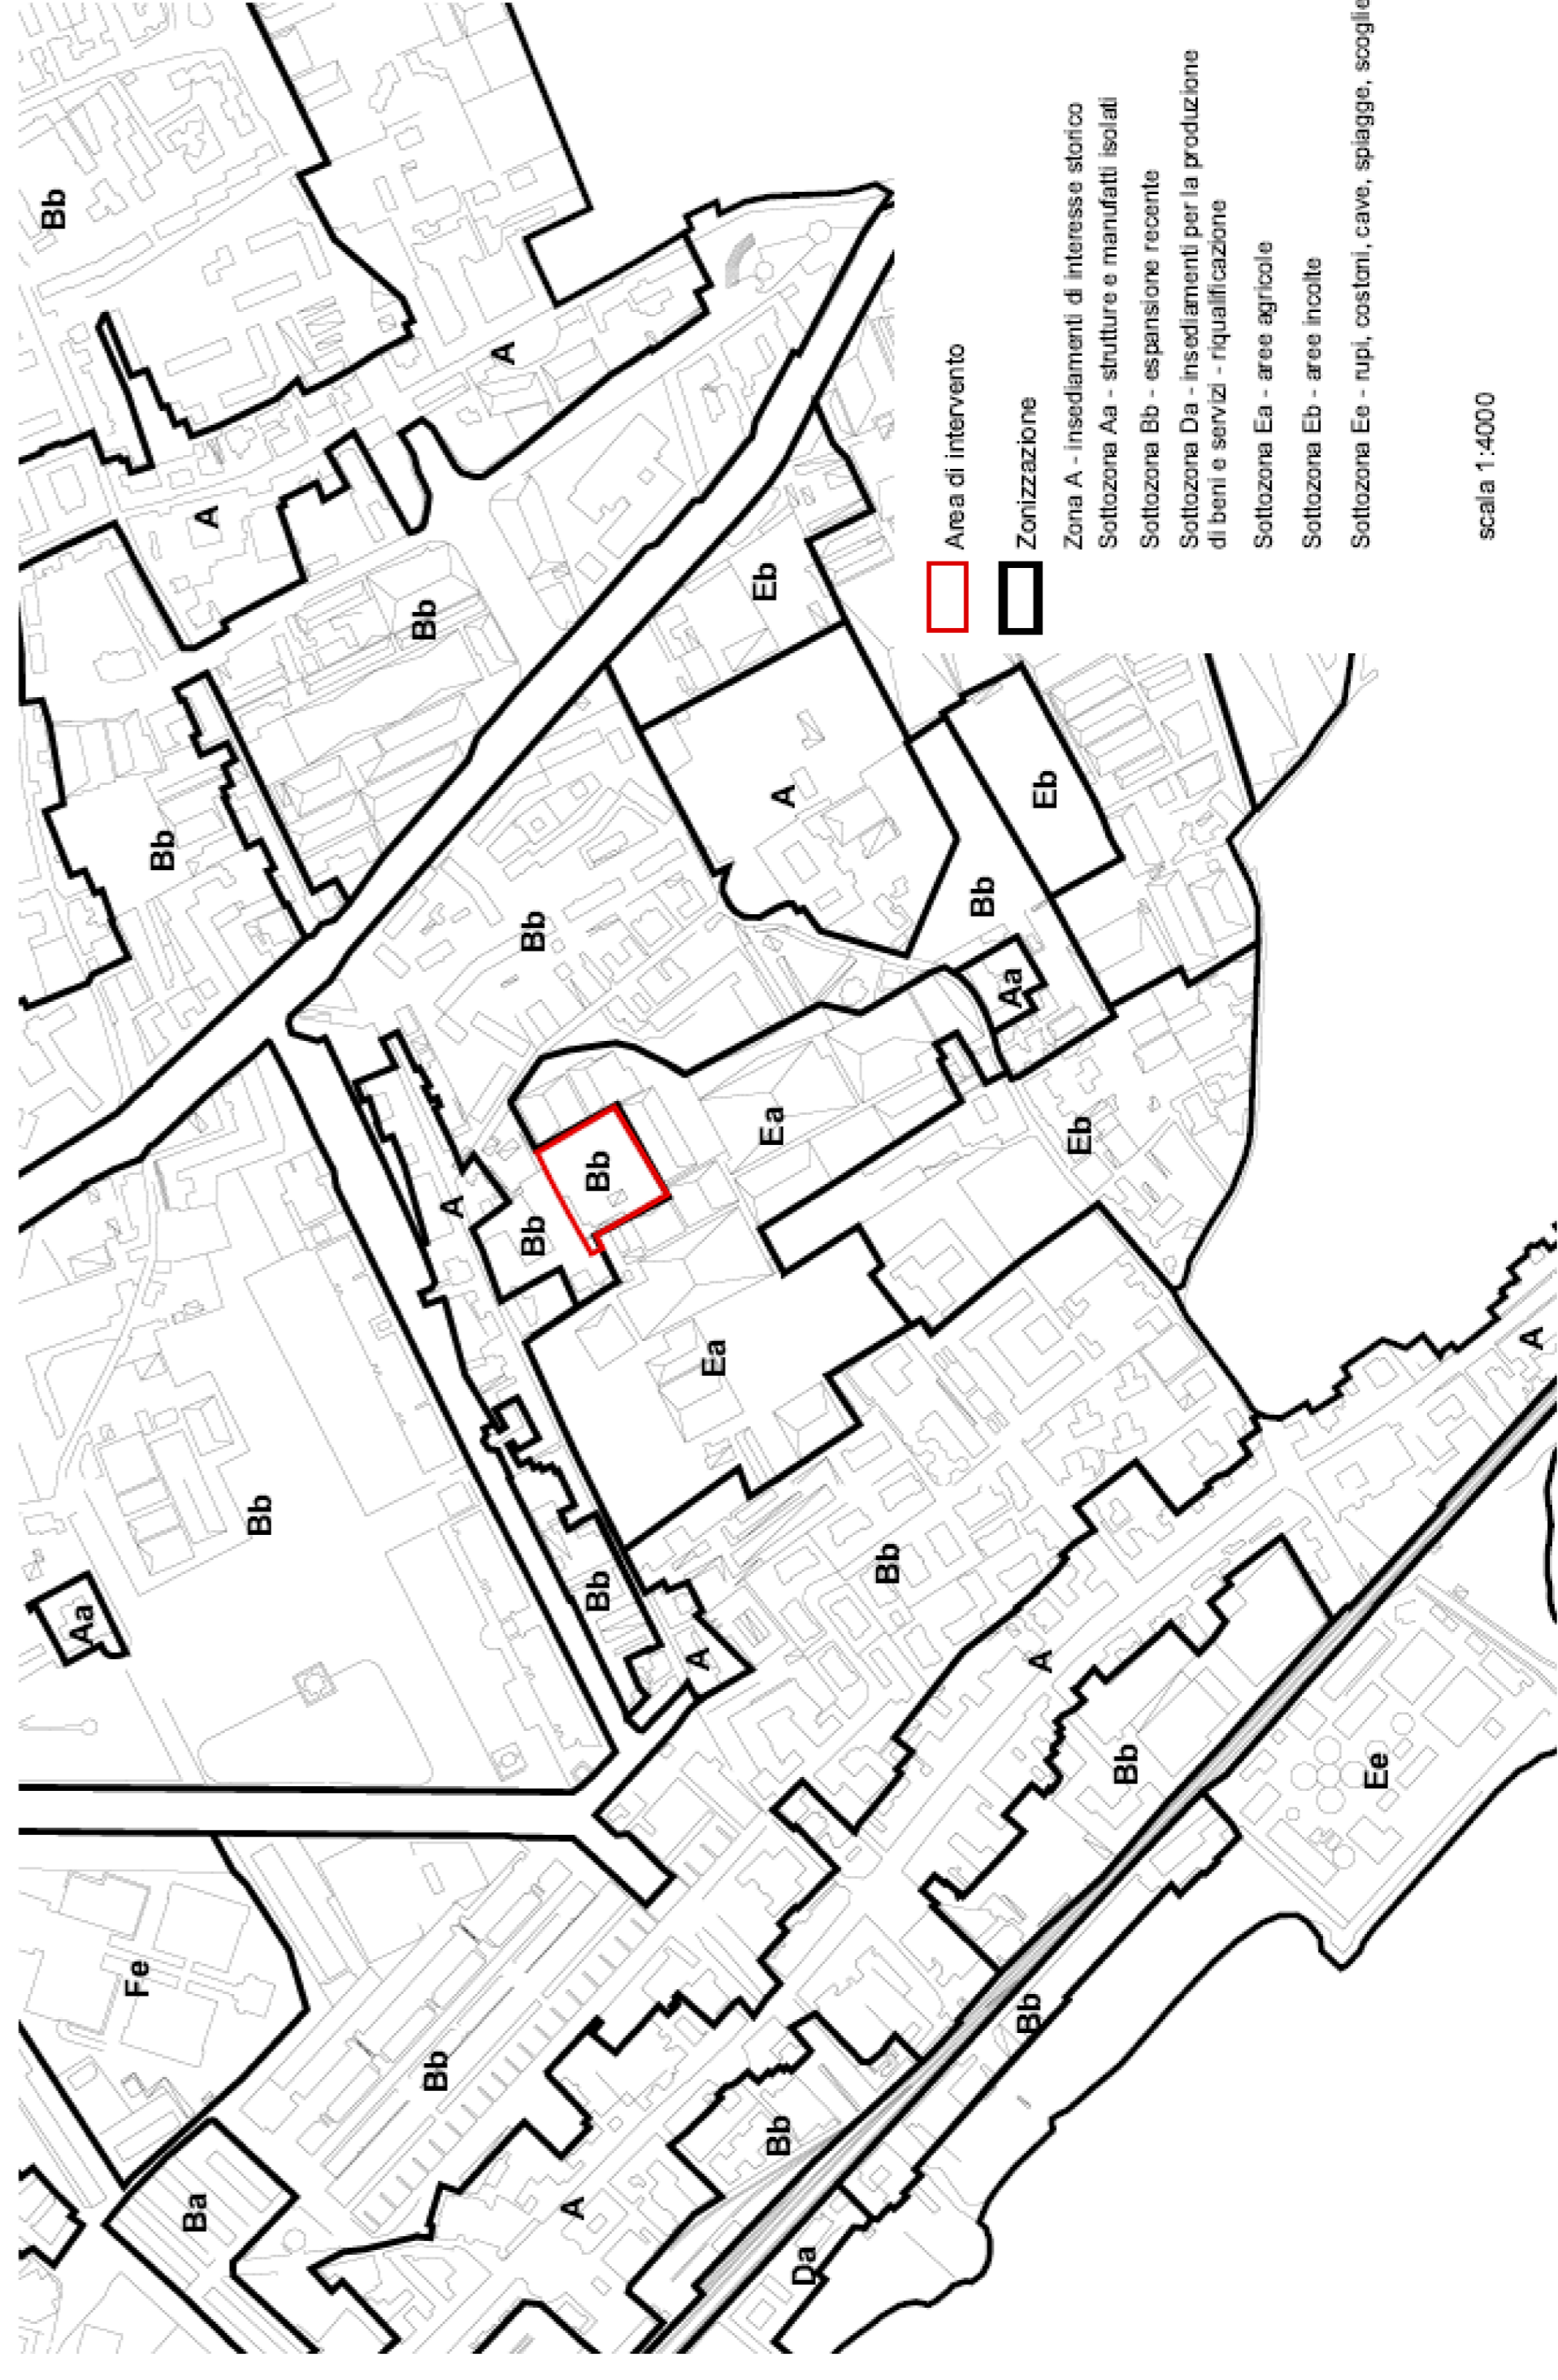 Bb
A
A
Bb
Bb
Bb
Eb
A
Eb
Bb
Aa
Bb
A
Bb
Bb
Ea
Eb
Ea
Bb
Aa
Bb
A
Bb
A
Bb
Ee
A
Fe
Bb
Ba
A
Bb
Bb
Da
Area di intervento
Zonizzazione
Zona A - insediamenti di interesse storico
Sottozona Aa - strutture e manufatti isolati
Sottozona Bb - espansione recente
Sottozona Da - insediamenti per la produzione
di beni e servizi - riqualificazione
Sottozona Ea - aree agricole
Sottozona Eb - aree incolte
Sottozona Ee - rupi, costoni, cave, spiagge, scoglie
scala 1:4000